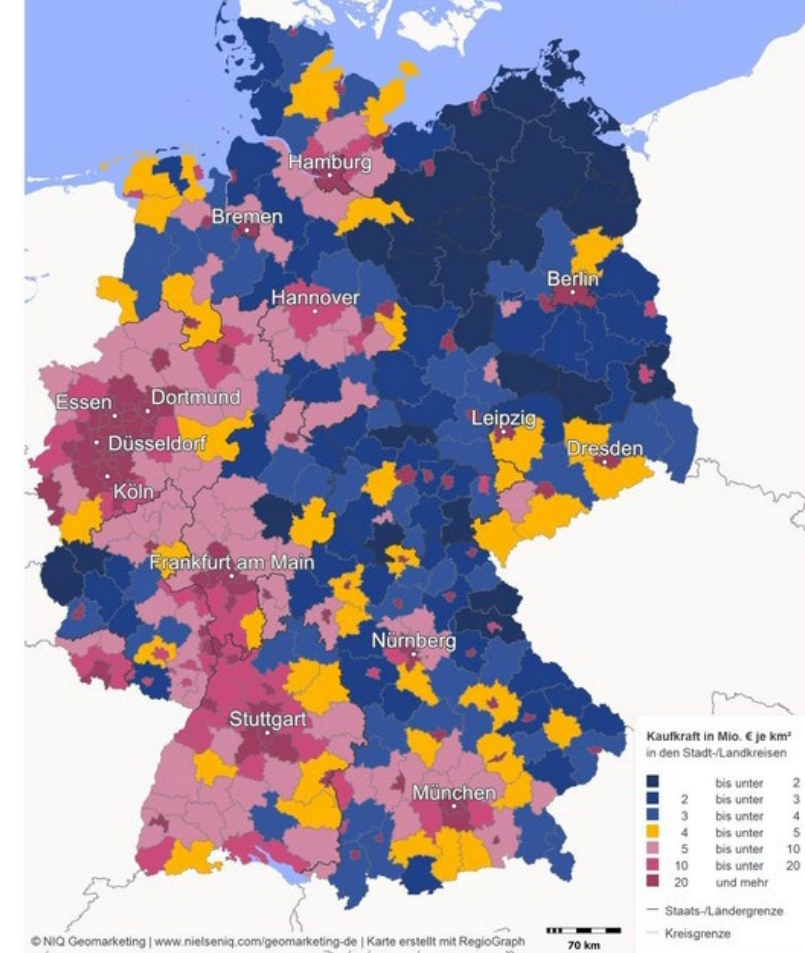 Hamburg
Bremen
Berlin
Hannover
Essen
Dortmund
Leipzig
Düsseldorf
Dresden
Köln
Frankfurt am Main
Nürnberg
Stuttgart
München
Kaufkraft in Mio. € je km²
in den Stadt-/Landkreisen
bis unter 2
2 bis unter 3
3 bis unter 4
4 bis unter 5
5 bis unter 10
10 bis unter 20
20 und mehr
Staats-/Ländergrenze
Kreisgrenze
© NIQ Geomarketing | www.nielseniq.com/geomarketing-de | Karte erstellt mit RegioGraph
70 km